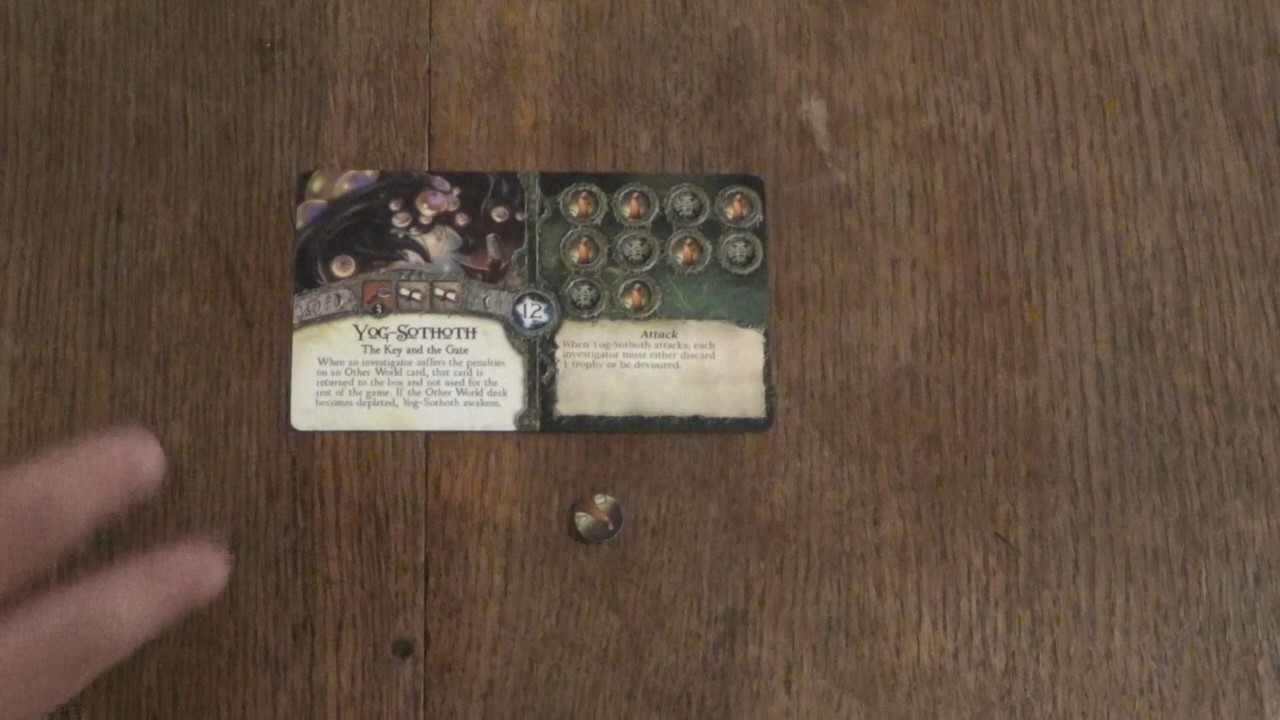 Yog-Sothoth
The Key and the Gate
When an investigator suffers the penalties
on an Other World card, that card is
returned to the box and not used for the
rest of the game. If the Other World deck
becomes depleted, Yog-Sothoth awakens.
3
12
Attack
When Yog-Sothoth attacks, each
investigator must either discard
1 trophy or be devoured.